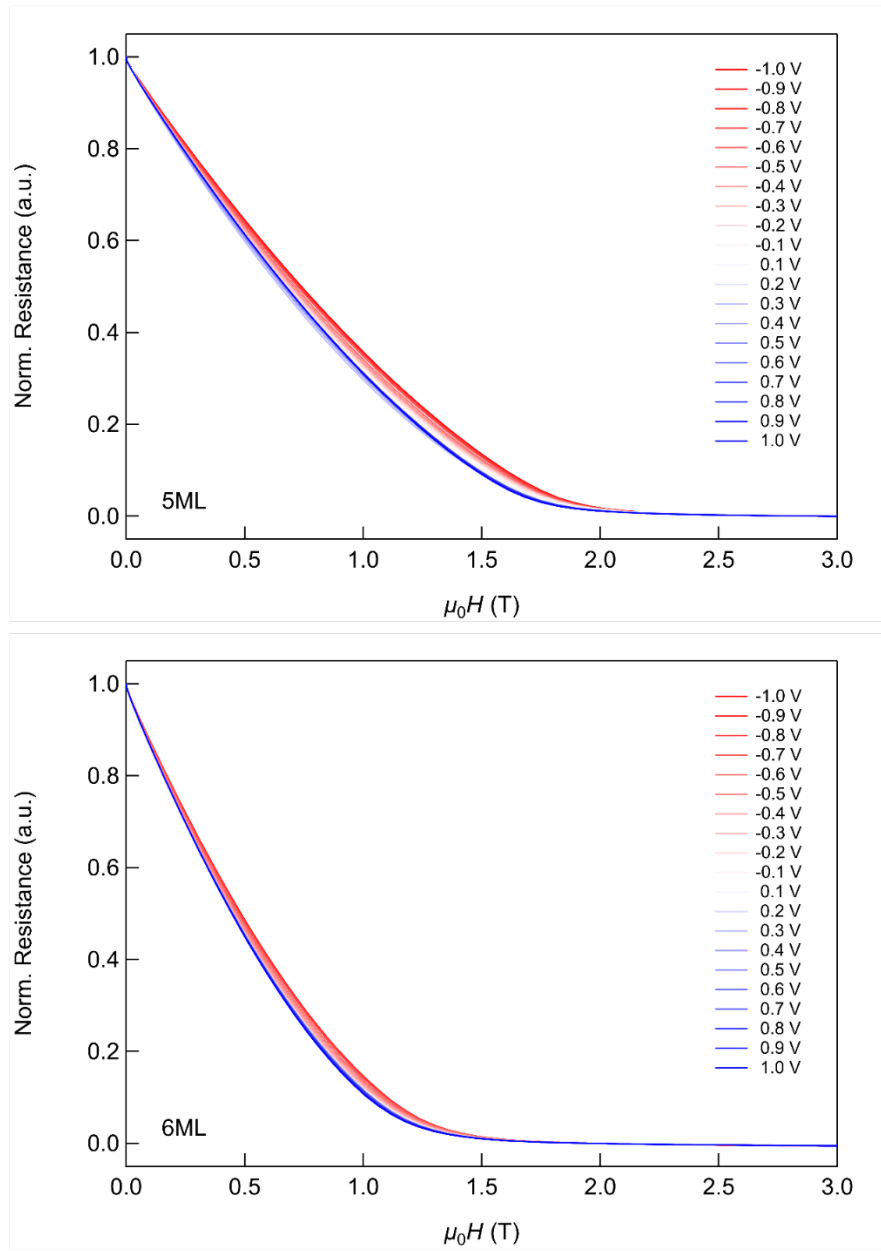 1.0
0.8
0.6
0.4
0.2
0.0
Norm. Resistance (a.u.)
-1.0 V
-0.9 V
-0.8 V
-0.7 V
-0.6 V
-0.5 V
-0.4 V
-0.3 V
-0.2 V
-0.1 V
0.1 V
0.2 V
0.3 V
0.4 V
0.5 V
0.6 V
0.7 V
0.8 V
0.9 V
1.0 V
5ML
0.0 0.5 1.0 1.5 2.0 2.5 3.0
μ₀H (T)
1.0
0.8
0.6
0.4
0.2
0.0
Norm. Resistance (a.u.)
-1.0 V
-0.9 V
-0.8 V
-0.7 V
-0.6 V
-0.5 V
-0.4 V
-0.3 V
-0.2 V
-0.1 V
0.1 V
0.2 V
0.3 V
0.4 V
0.5 V
0.6 V
0.7 V
0.8 V
0.9 V
1.0 V
6ML
0.0 0.5 1.0 1.5 2.0 2.5 3.0
μ₀H (T)